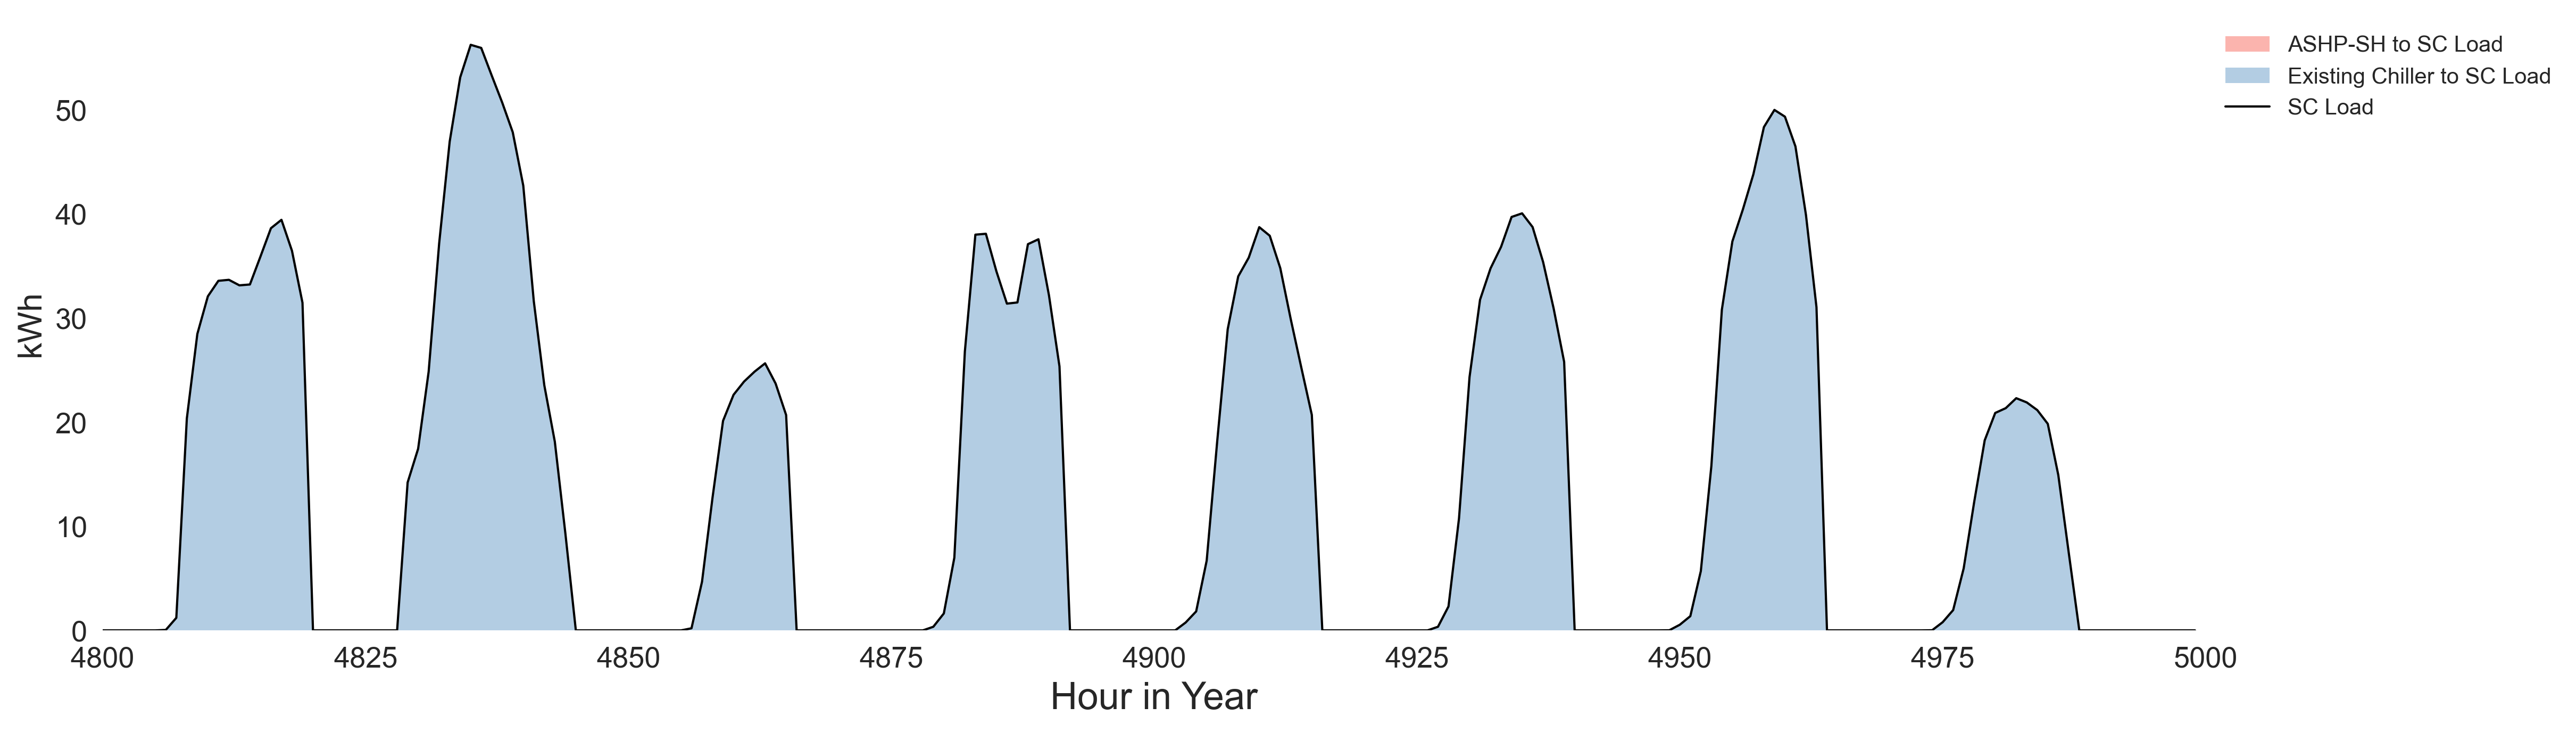 ASHP-SH to SC Load
Existing Chiller to SC Load
SC Load
kWh
50
40
30
20
10
0
4800 4825 4850 4875 4900 4925 4950 4975 5000
Hour in Year